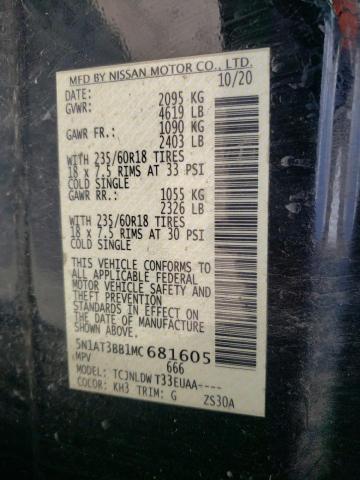 MFD BY NISSAN MOTOR CO., LTD.
DATE: 10/20
GVWR: 2095 KG
4619 LB
GAWR FR.: 1090 KG
2403 LB
WITH 235/60R18 TIRES
18 x 7.5 RIMS AT 33 PSI
COLD SINGLE
GAWR RR.: 1055 KG
2326 LB
WITH 235/60R18 TIRES
18 x 7.5 RIMS AT 30 PSI
COLD SINGLE
THIS VEHICLE CONFORMS TO
ALL APPLICABLE FEDERAL
MOTOR VEHICLE SAFETY AND
THEFT PREVENTION
STANDARDS IN EFFECT
ON THE DATE OF MANUFACTURE
SHOWN ABOVE.
5N1AT3BB1MC681605
MPV 666
MODEL: TCJNLDW T33EUAA----
COLOR: KH3 TRIM: G ZS30A